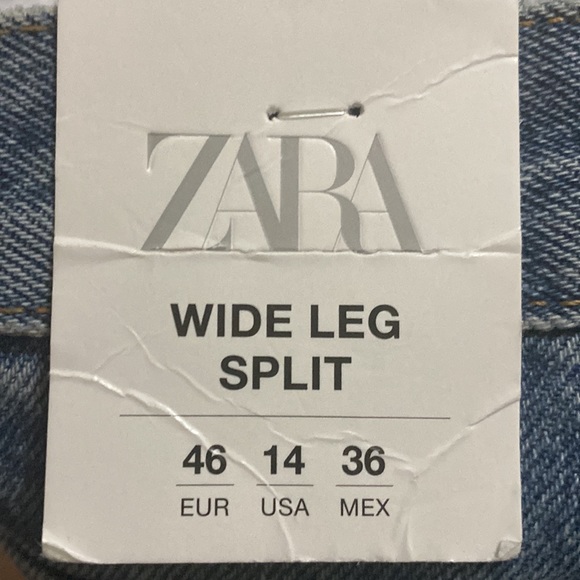 ZARA
WIDE LEG
SPLIT
46 14 36
EUR USA MEX